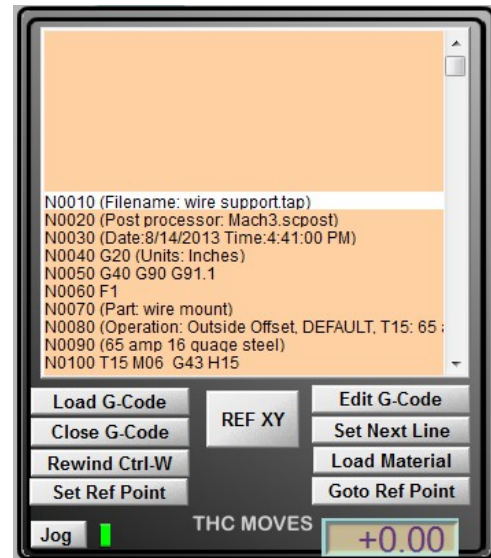 N0010 (Filename: wire support.tap)
N0020 (Post processor: Mach3.scpost)
N0030 (Date:8/14/2013 Time:4:41:00 PM)
N0040 G20 (Units: Inches)
N0050 G40 G90 G91.1
N0060 F1
N0070 (Part: wire mount)
N0080 (Operation: Outside Offset, DEFAULT, T15: 65
N0090 (65 amp 16 guage steel)
N0100 T15 M06 G43 H15
Load G-Code
Close G-Code
Rewind Ctrl-W
Set Ref Point
REF XY
Edit G-Code
Set Next Line
Load Material
Goto Ref Point
Jog
THC MOVES
+0.00